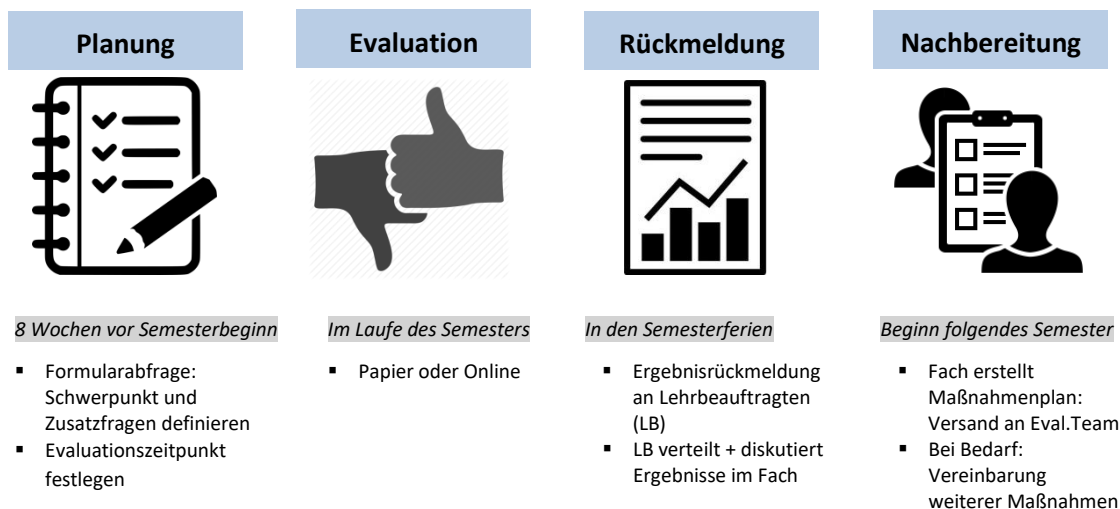 Planung
8 Wochen vor Semesterbeginn
▪ Formularabfrage:
Schwerpunkt und
Zusatzfragen definieren
▪ Evaluationszeitpunkt
festlegen
Evaluation
Im Laufe des Semesters
▪ Papier oder Online
Rückmeldung
In den Semesterferien
▪ Ergebnisrückmeldung
an Lehrbeauftragten
(LB)
▪ LB verteilt + diskutiert
Ergebnisse im Fach
Nachbereitung
Beginn folgendes Semester
▪ Fach erstellt
Maßnahmenplan:
Versand an Eval.Team
▪ Bei Bedarf:
Vereinbarung
weiterer Maßnahmen